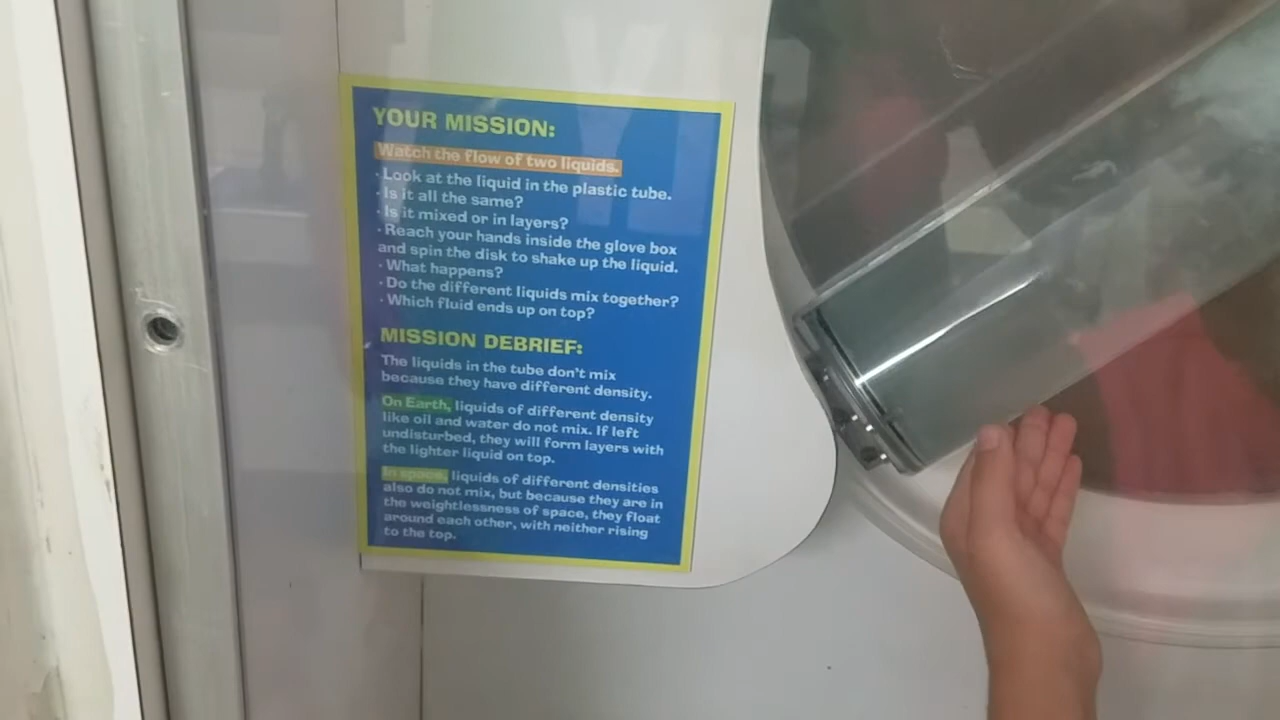 YOUR MISSION:
Watch the flow of two liquids.
· Look at the liquid in the plastic tube.
· Is it all the same?
· Is it mixed or in layers?
· Reach your hands inside the glove box
and spin the disk to shake up the liquid.
· What happens?
· Do the different liquids mix together?
· Which fluid ends up on top?
MISSION DEBRIEF:
The liquids in the tube don't mix
because they have different density.
On Earth, liquids of different density
like oil and water do not mix. If left
undisturbed, they will form layers with
the lighter liquid on top.
In space, liquids of different densities
also do not mix, but because they are in
the weightlessness of space, they float
around each other, with neither rising
to the top.